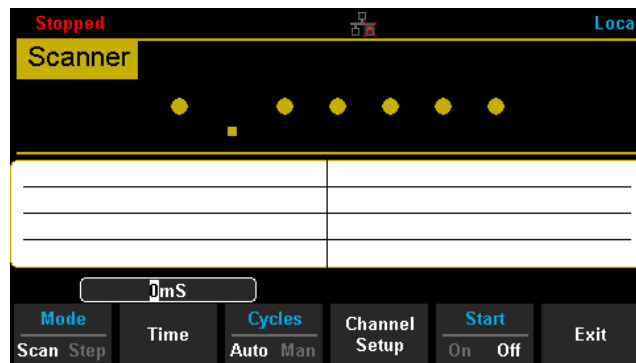 Stopped
Loca
Scanner
0mS
Mode
Scan Step
Time
Cycles
Auto Man
Channel
Setup
Start
On Off
Exit